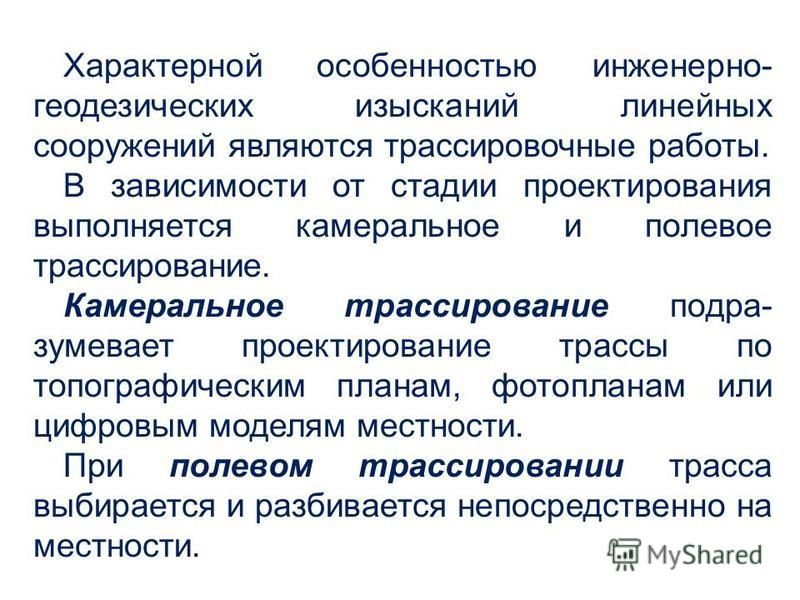 Характерной особенностью инженерно-
геодезических изысканий линейных
сооружений являются трассировочные работы.
В зависимости от стадии проектирования
выполняется камеральное и полевое
трассирование.
Камеральное трассирование подра-
зумевает проектирование трассы по
топографическим планам, фотопланам или
цифровым моделям местности.
При полевом трассировании трасса
выбирается и разбивается непосредственно на
местности.
MyShared